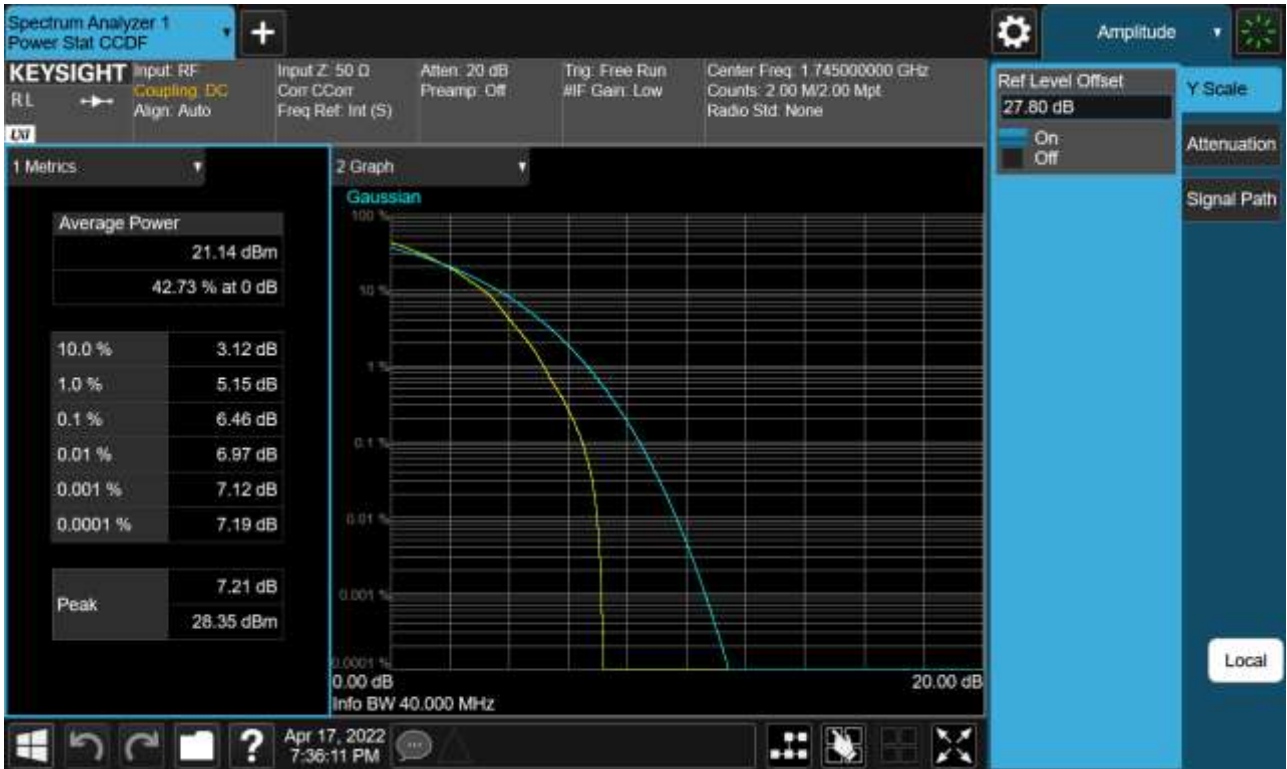 Spectrum Analyzer 1
Power Stat CCDF
+
Amplitude
KEYSIGHT
RL
LXI
Input: RF
Coupling: DC
Align: Auto
Input Z: 50 Ω
Corr CCorr
Freq Ref: Int (S)
Atten: 20 dB
Preamp: Off
Trig: Free Run
#IF Gain: Low
Center Freq: 1.745000000 GHz
Counts: 2.00 M/2.00 Mpt
Radio Std: None
Ref Level Offset
27.80 dB
On
Off
Y Scale
Attenuation
Signal Path
1 Metrics
Average Power
21.14 dBm
42.73 % at 0 dB
10.0 % 3.12 dB
1.0 % 5.15 dB
0.1 % 6.46 dB
0.01 % 6.97 dB
0.001 % 7.12 dB
0.0001 % 7.19 dB
Peak
7.21 dB
28.35 dBm
2 Graph
Gaussian
100 %
10 %
1 %
0.1 %
0.01 %
0.001 %
0.0001 %
0.00 dB 20.00 dB
Info BW 40.000 MHz
Local
?
Apr 17, 2022
7:36:11 PM